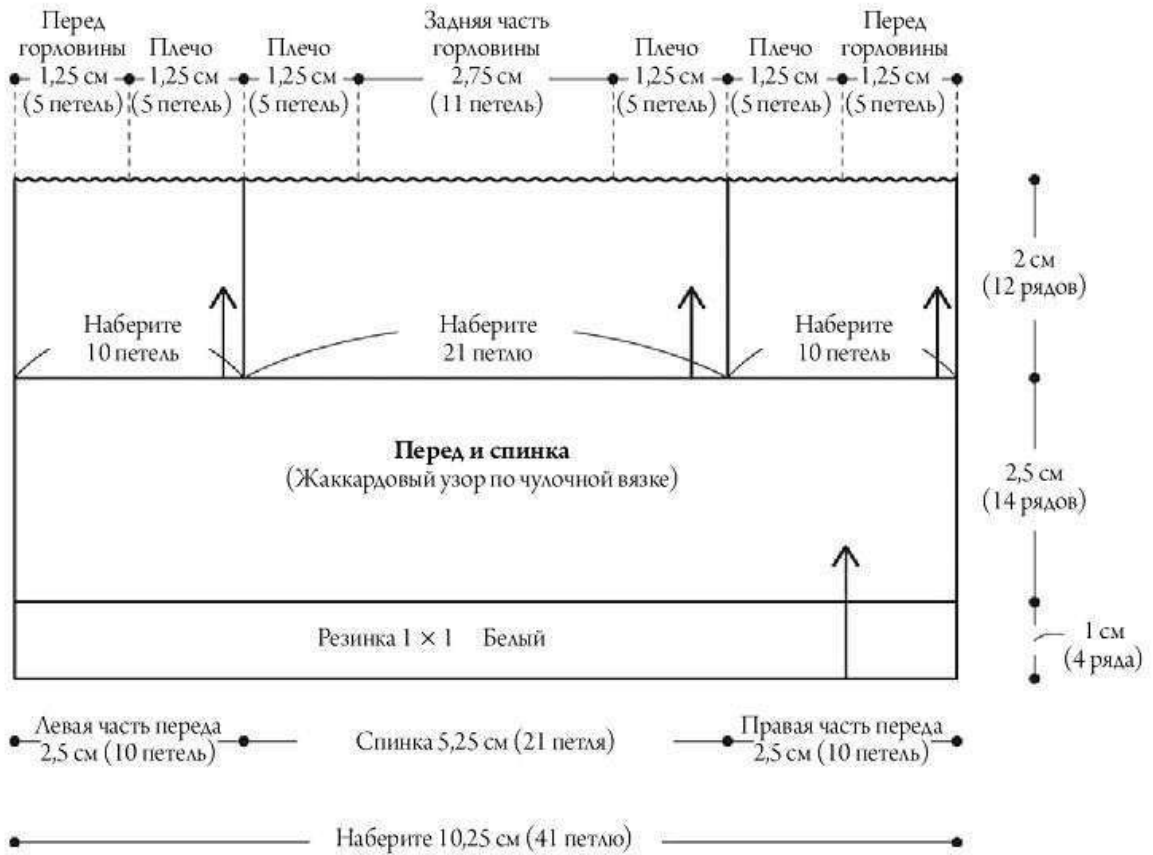 Перед
горловины
1,25 см
(5 петель)
Плечо
1,25 см
(5 петель)
Плечо
1,25 см
(5 петель)
Задняя часть
горловины
2,75 см
(11 петель)
Плечо
1,25 см
(5 петель)
Плечо
1,25 см
(5 петель)
Перед
горловины
1,25 см
(5 петель)
2 см
(12 рядов)
Наберите
10 петель
Наберите
21 петлю
Наберите
10 петель
Перед и спинка
(Жаккардовый узор по чулочной вязке)
2,5 см
(14 рядов)
Резинка 1 × 1 Белый
1 см
(4 ряда)
Левая часть переда
2,5 см (10 петель)
Спинка 5,25 см (21 петля)
Правая часть переда
2,5 см (10 петель)
Наберите 10,25 см (41 петлю)